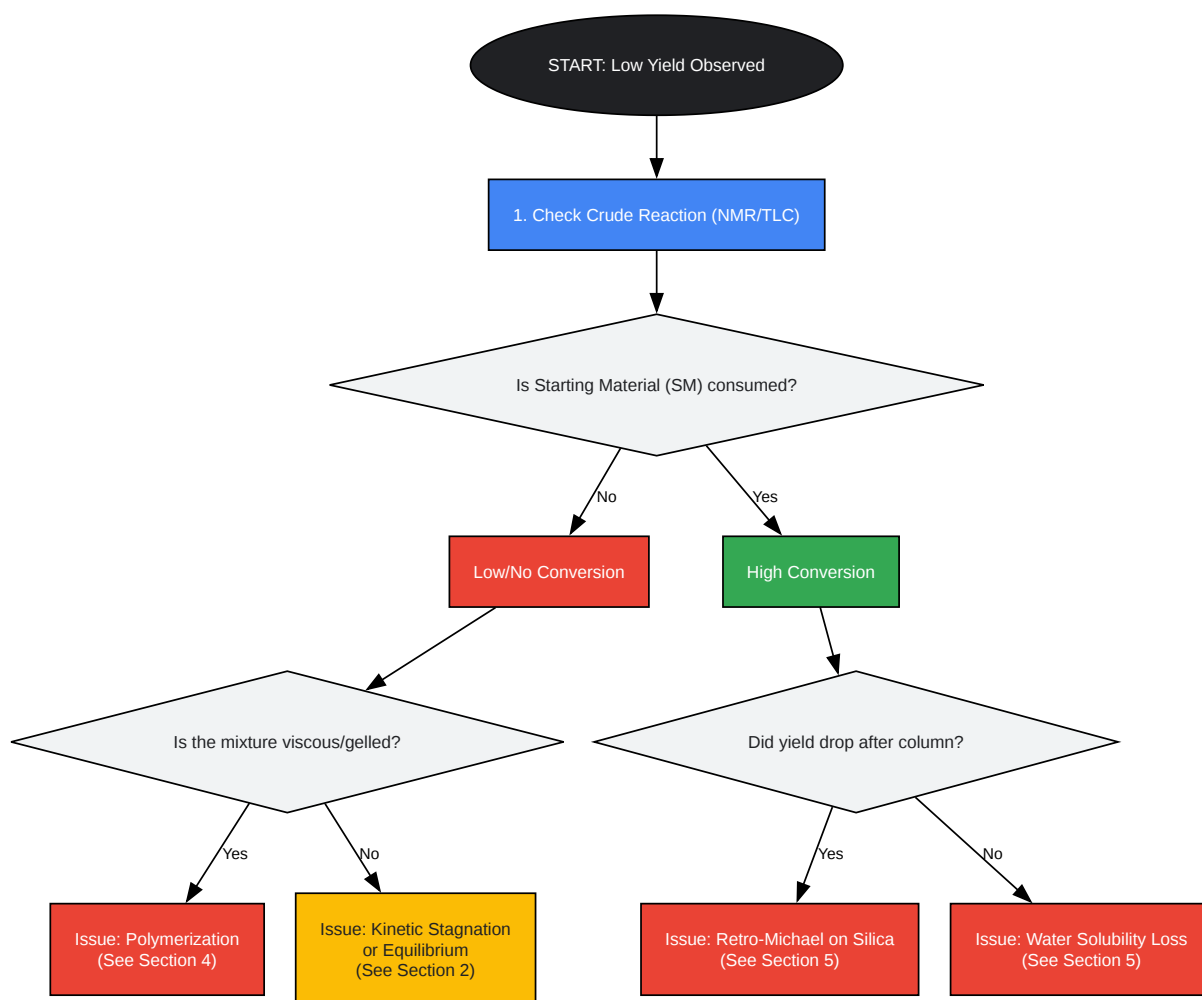 START: Low Yield Observed
1. Check Crude Reaction (NMR/TLC)
Is Starting Material (SM) consumed?
No
Yes
Low/No Conversion
High Conversion
Is the mixture viscous/gelled?
Did yield drop after column?
Yes
No
Yes
No
Issue: Polymerization
(See Section 4)
Issue: Kinetic Stagnation
or Equilibrium
(See Section 2)
Issue: Retro-Michael on Silica
(See Section 5)
Issue: Water Solubility Loss
(See Section 5)